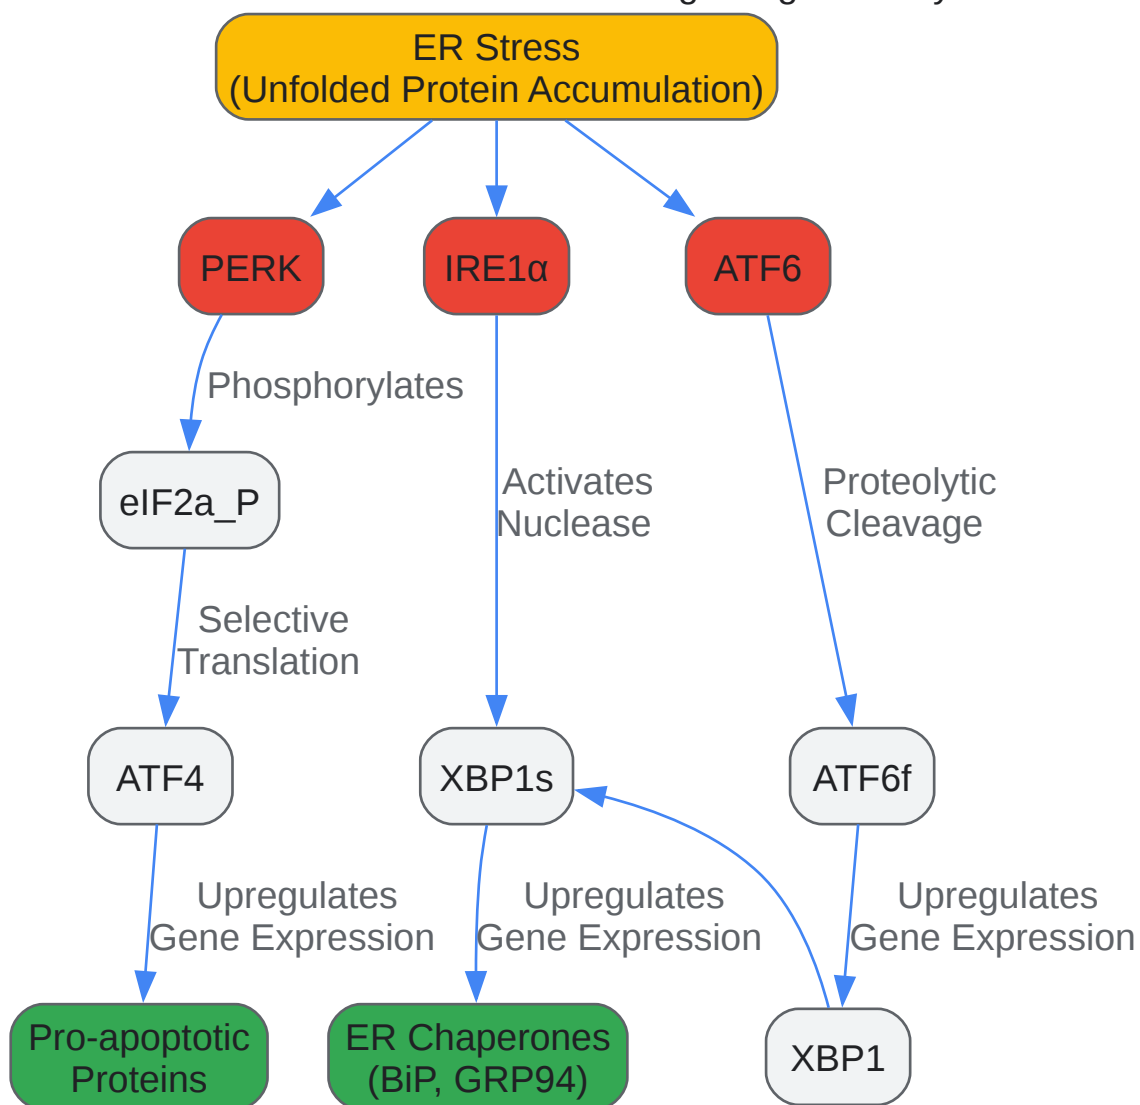 ER Stress
(Unfolded Protein Accumulation)
PERK
IRE1α
ATF6
Phosphorylates
Activates
Nuclease
Proteolytic
Cleavage
eIF2a_P
Selective
Translation
ATF4
XBP1s
ATF6f
Upregulates
Gene Expression
Upregulates
Gene Expression
Upregulates
Gene Expression
Pro-apoptotic
Proteins
ER Chaperones
(BiP, GRP94)
XBP1